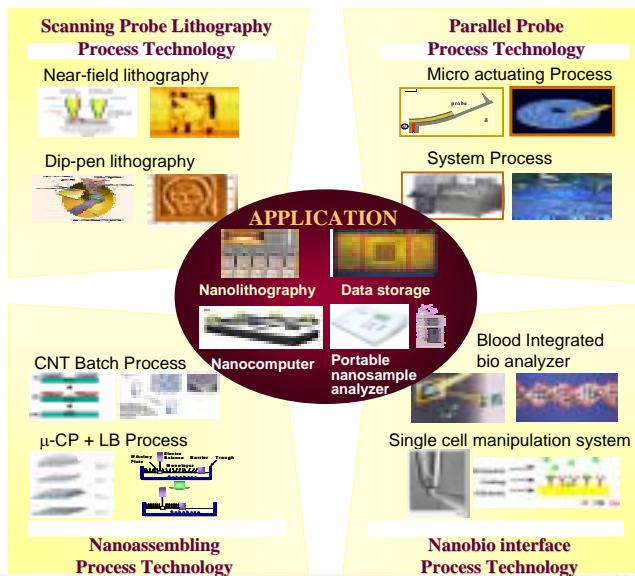 Scanning Probe Lithography
Process Technology
Near-field lithography
Dip-pen lithography
Parallel Probe
Process Technology
Micro actuating Process
probe
System Process
APPLICATION
Nanolithography
Data storage
Nanocomputer
Portable
nanosample
analyzer
CNT Batch Process
μ-CP + LB Process
Barrier
Trough
Monolayer
Nanoassembling
Process Technology
Blood Integrated
bio analyzer
Single cell manipulation system
Nanobio interface
Process Technology